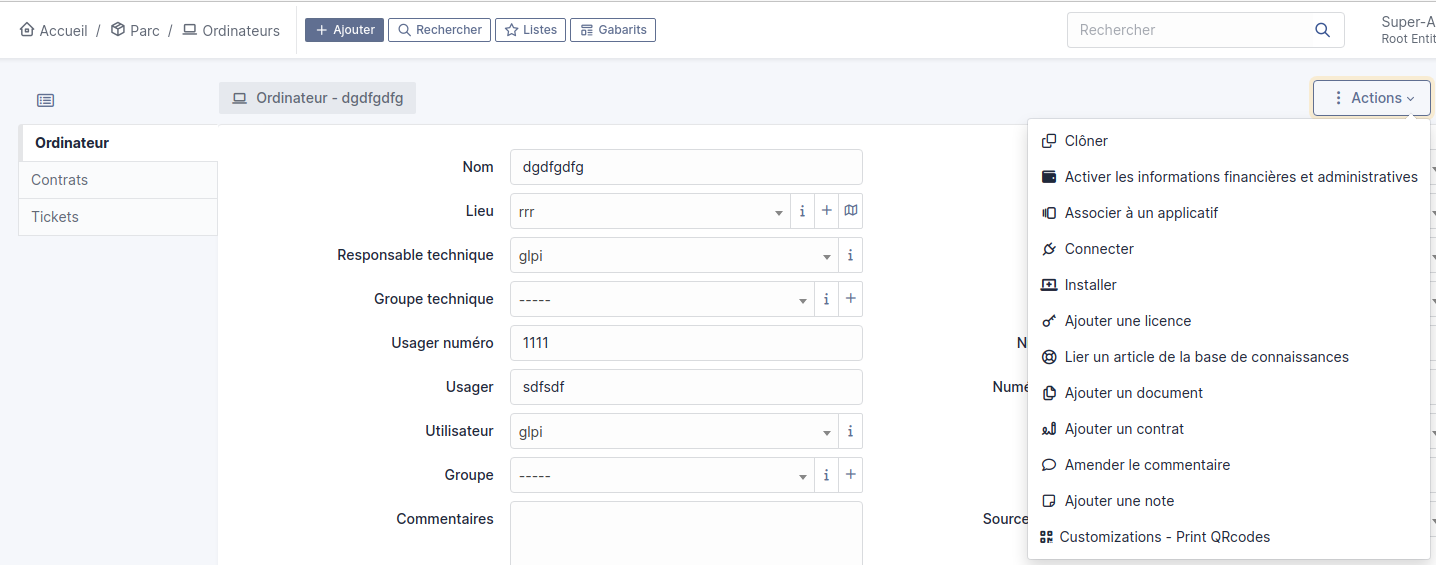 Accueil / Parc / Ordinateurs
Ajouter
Rechercher
Listes
Gabarits
Rechercher
Super-A
Root Entit
Ordinateur - dgdfgdfg
Actions
Ordinateur
Contrats
Tickets
Nom dgdfgdfg
Lieu rrr
Responsable technique glpi
Groupe technique -----
Usager numéro 1111
Usager sdfsdf
Utilisateur glpi
Groupe -----
Commentaires
N
Numé
Source
Clôner
Activer les informations financières et administratives
Associer à un applicatif
Connecter
Installer
Ajouter une licence
Lier un article de la base de connaissances
Ajouter un document
Ajouter un contrat
Amender le commentaire
Ajouter une note
Customizations - Print QRcodes